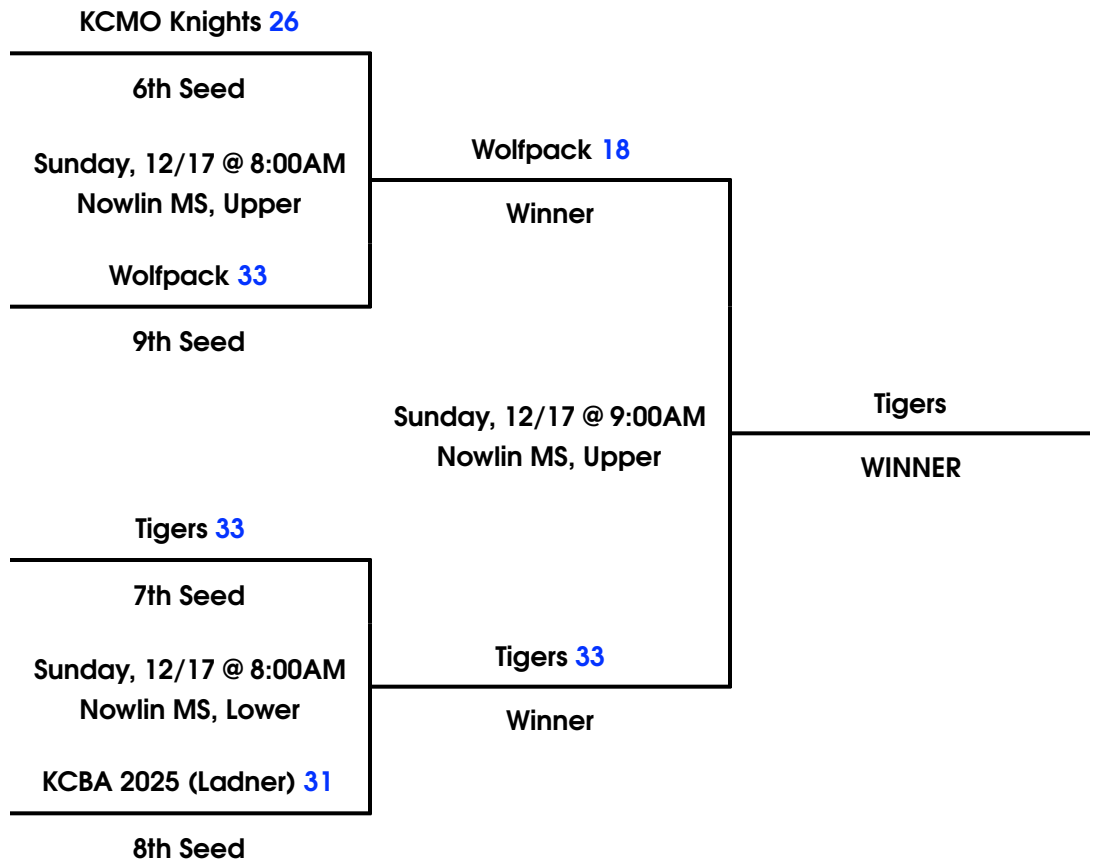 KCMO Knights 26
6th Seed
Sunday, 12/17 @ 8:00AM
Nowlin MS, Upper
Wolfpack 33
9th Seed
Wolfpack 18
Winner
Sunday, 12/17 @ 9:00AM
Nowlin MS, Upper
Tigers
WINNER
Tigers 33
7th Seed
Sunday, 12/17 @ 8:00AM
Nowlin MS, Lower
KCBA 2025 (Ladner) 31
8th Seed
Tigers 33
Winner